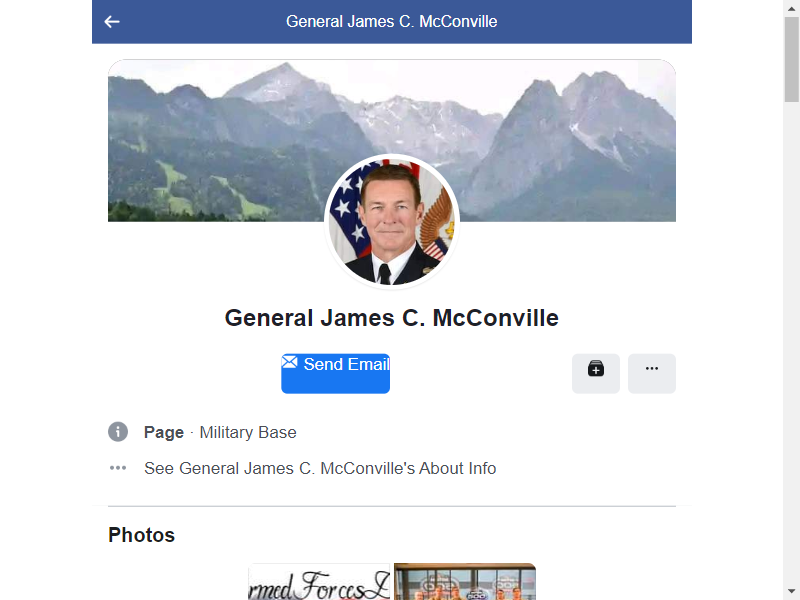 General James C. McConville
General James C. McConville
Send Email
Page · Military Base
See General James C. McConville's About Info
Photos
rmed Forces